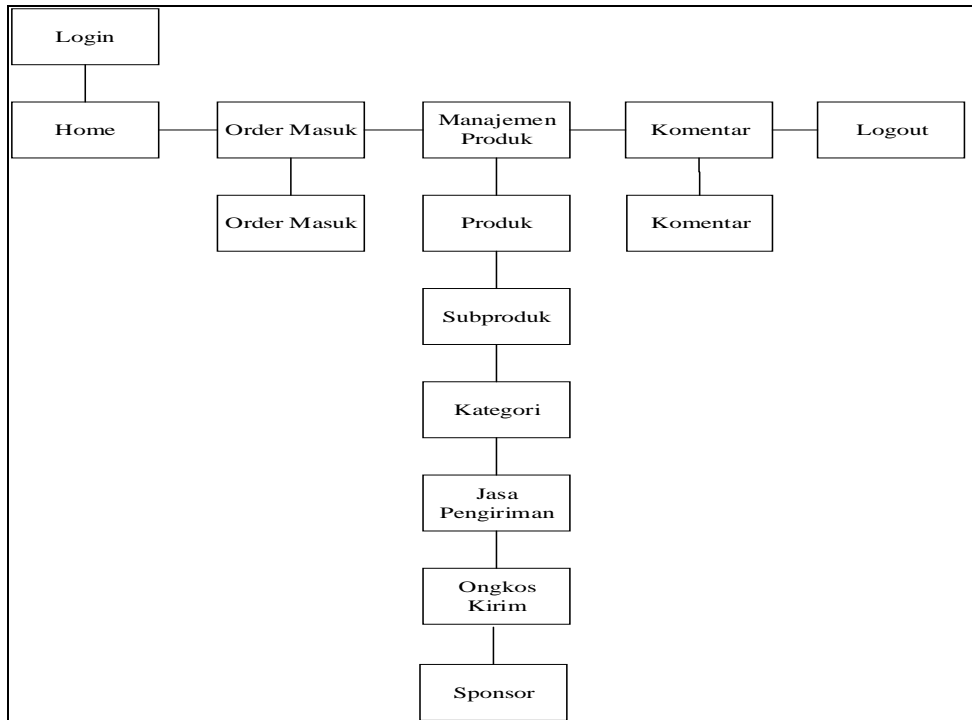 Login
Home
Order Masuk
Manajemen
Produk
Komentar
Logout
Order Masuk
Produk
Komentar
Subproduk
Kategori
Jasa
Pengiriman
Ongkos
Kirim
Sponsor